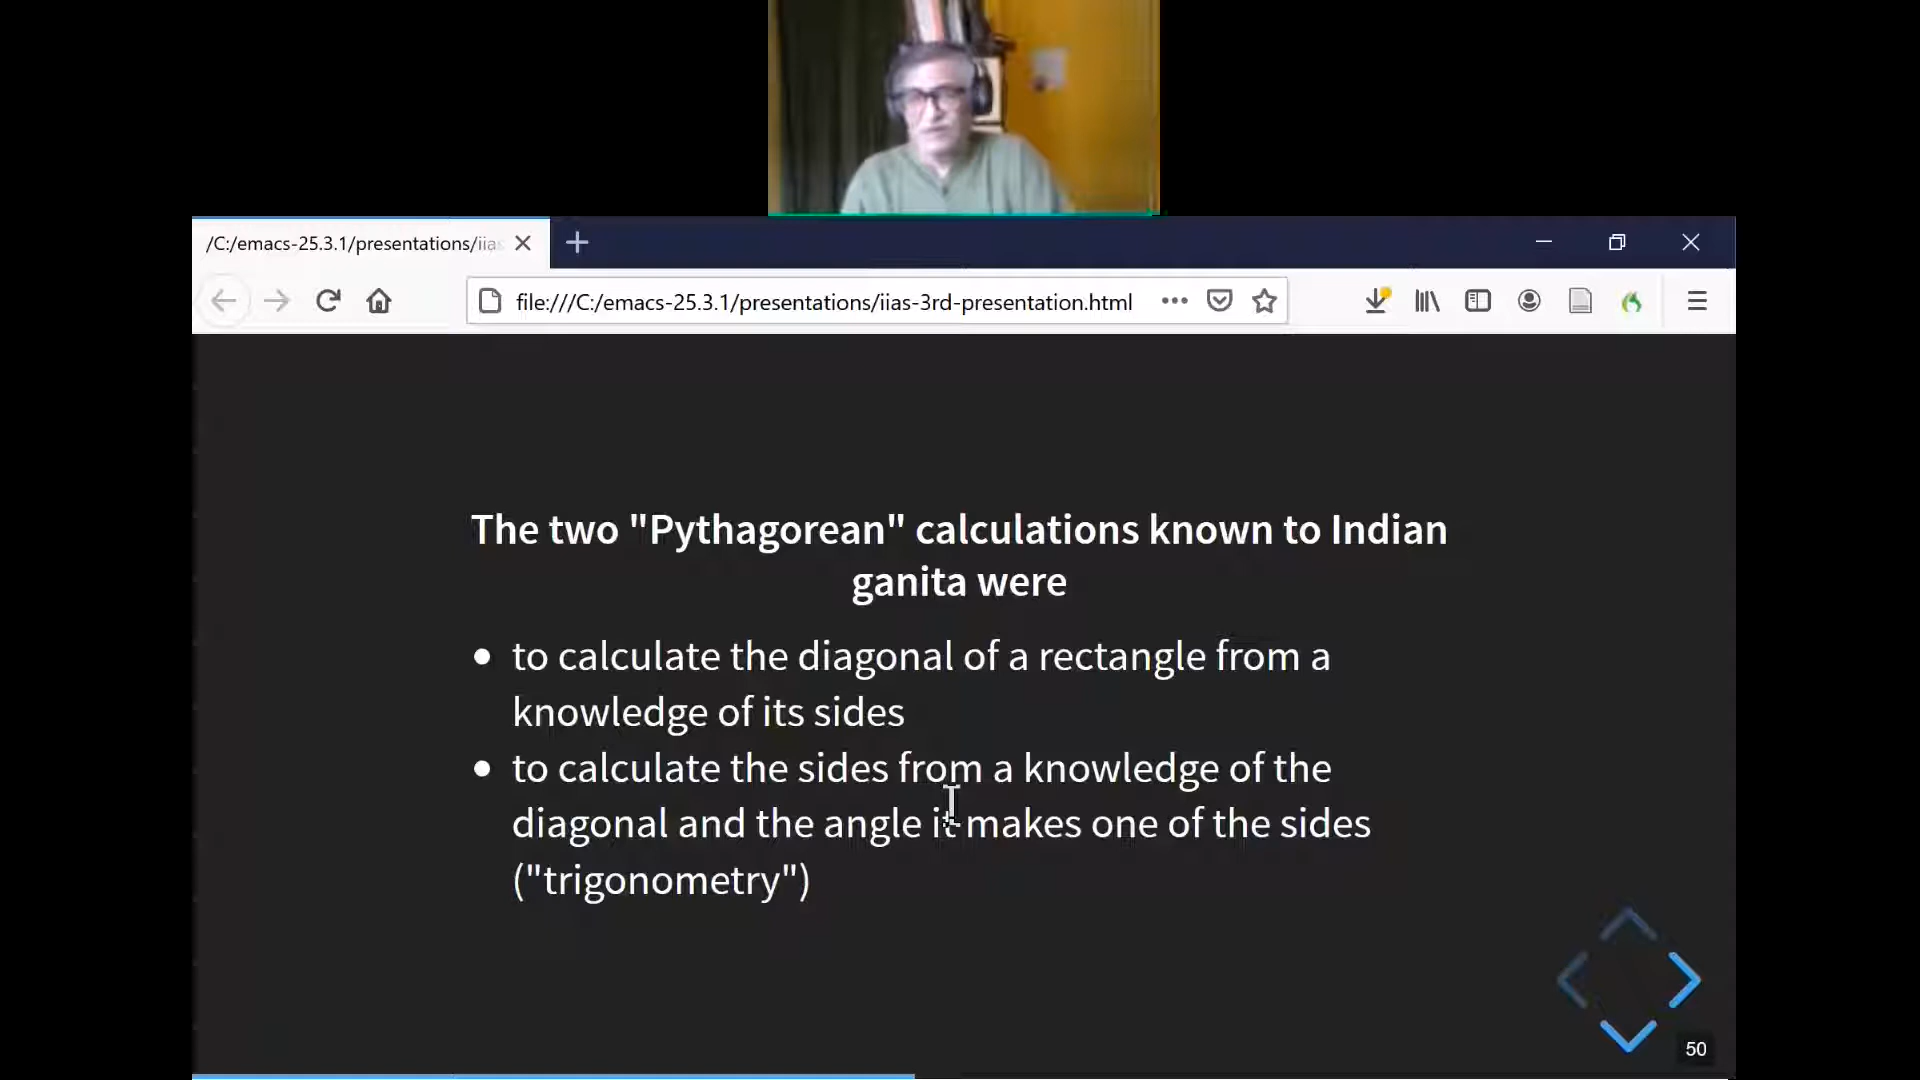 /C:/emacs-25.3.1/presentations/iias
file:///C:/emacs-25.3.1/presentations/iias-3rd-presentation.html
The two "Pythagorean" calculations known to Indian
ganita were
• to calculate the diagonal of a rectangle from a
knowledge of its sides
• to calculate the sides from a knowledge of the
diagonal and the angle it makes one of the sides
("trigonometry")
50